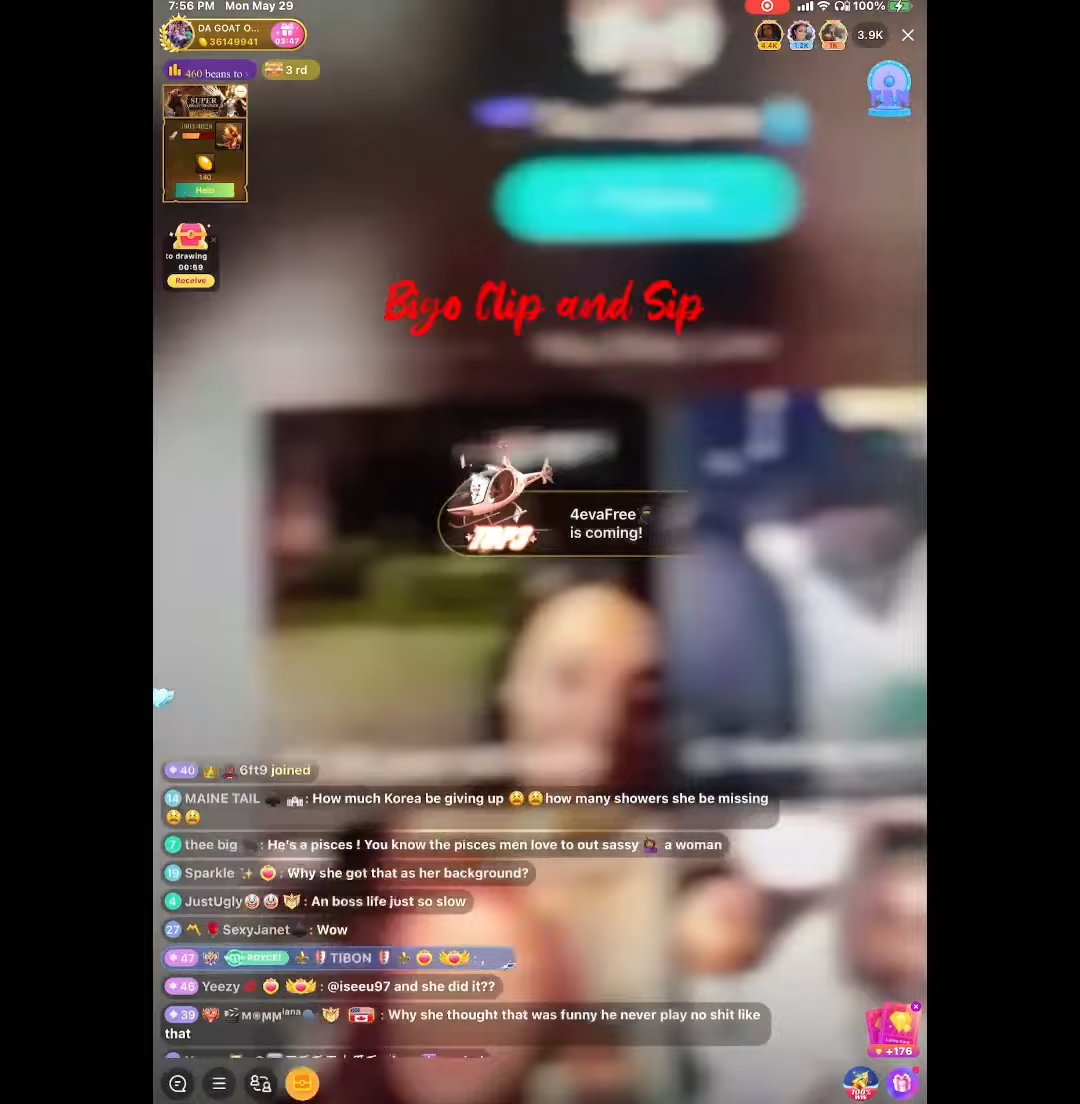 7:56 PM Mon May 29
100%
DA GOAT O...
36149941
03:47
4.4K
1.2K
1K
3.9K
460 beans to
3 rd
SUPER
1903/4028
140
Help
to drawing
00:59
Receive
Bigo Clip and Sip
4evaFree
is coming!
40 6ft9 joined
14 MAINE TAIL : How much Korea be giving up 😫😫how many showers she be missing
😫😫
7 thee big : He's a pisces ! You know the pisces men love to out sassy 💁🏾‍♀️ a woman
19 Sparkle ✨ : Why she got that as her background?
4 JustUgly🤡🤡 : An boss life just so slow
27 〽️🌹SexyJanet : Wow
47 ROYCE! ⚜️ TIBON ⚜️ : ,
46 Yeezy 💋 : @iseeu97 and she did it??
39 M☻MMiana : Why she thought that was funny he never play no shit like
that
+176
100%
WIN